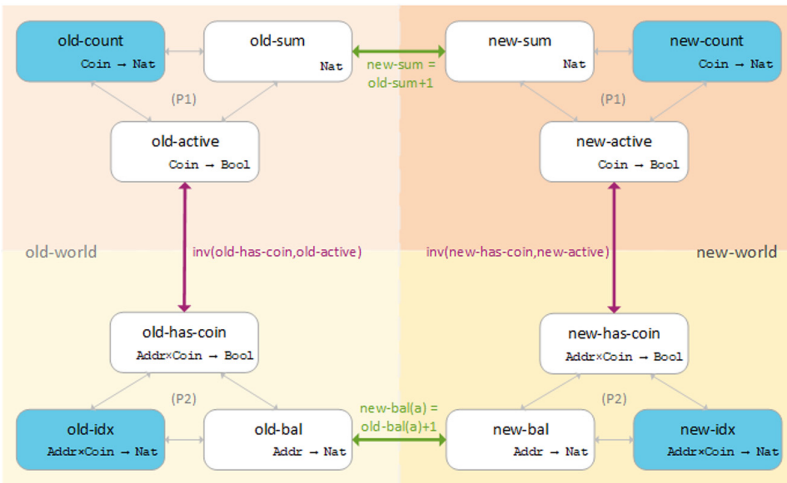 old-count
Coin → Nat
old-sum
Nat
new-sum =
old-sum+1
new-sum
Nat
new-count
Coin → Nat
(P1)
(P1)
old-active
Coin → Bool
new-active
Coin → Bool
old-world
inv(old-has-coin,old-active)
inv(new-has-coin,new-active)
new-world
old-has-coin
Addr×Coin → Bool
new-has-coin
Addr×Coin → Bool
(P2)
(P2)
old-idx
Addr×Coin → Nat
old-bal
Addr → Nat
new-bal(a) =
old-bal(a)+1
new-bal
Addr → Nat
new-idx
Addr×Coin → Nat